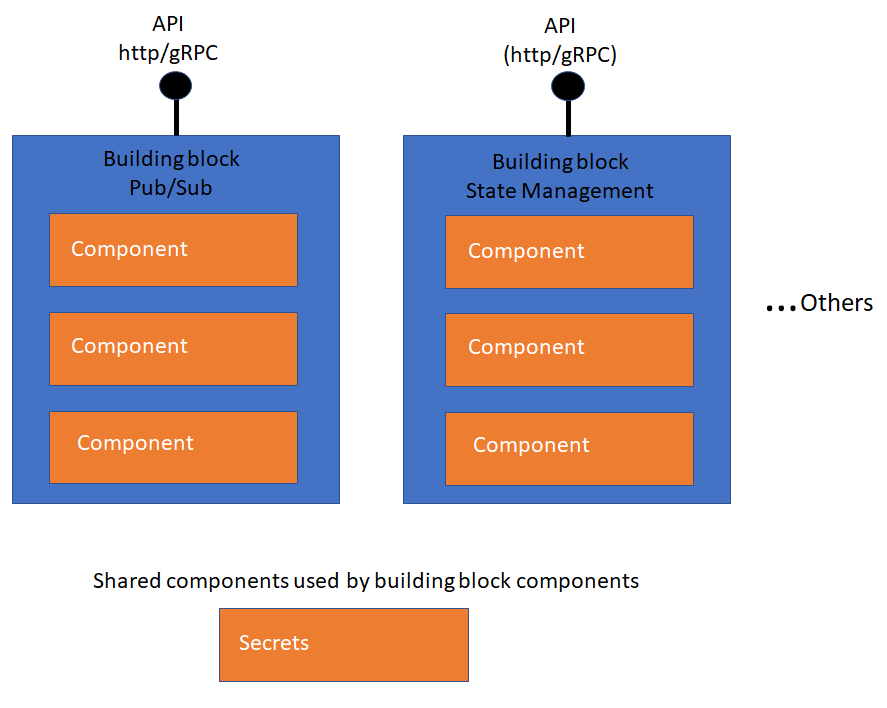 API
http/gRPC
Building block
Pub/Sub
Component
Component
Component
API
(http/gRPC)
Building block
State Management
Component
Component
Component
...Others
Shared components used by building block components
Secrets